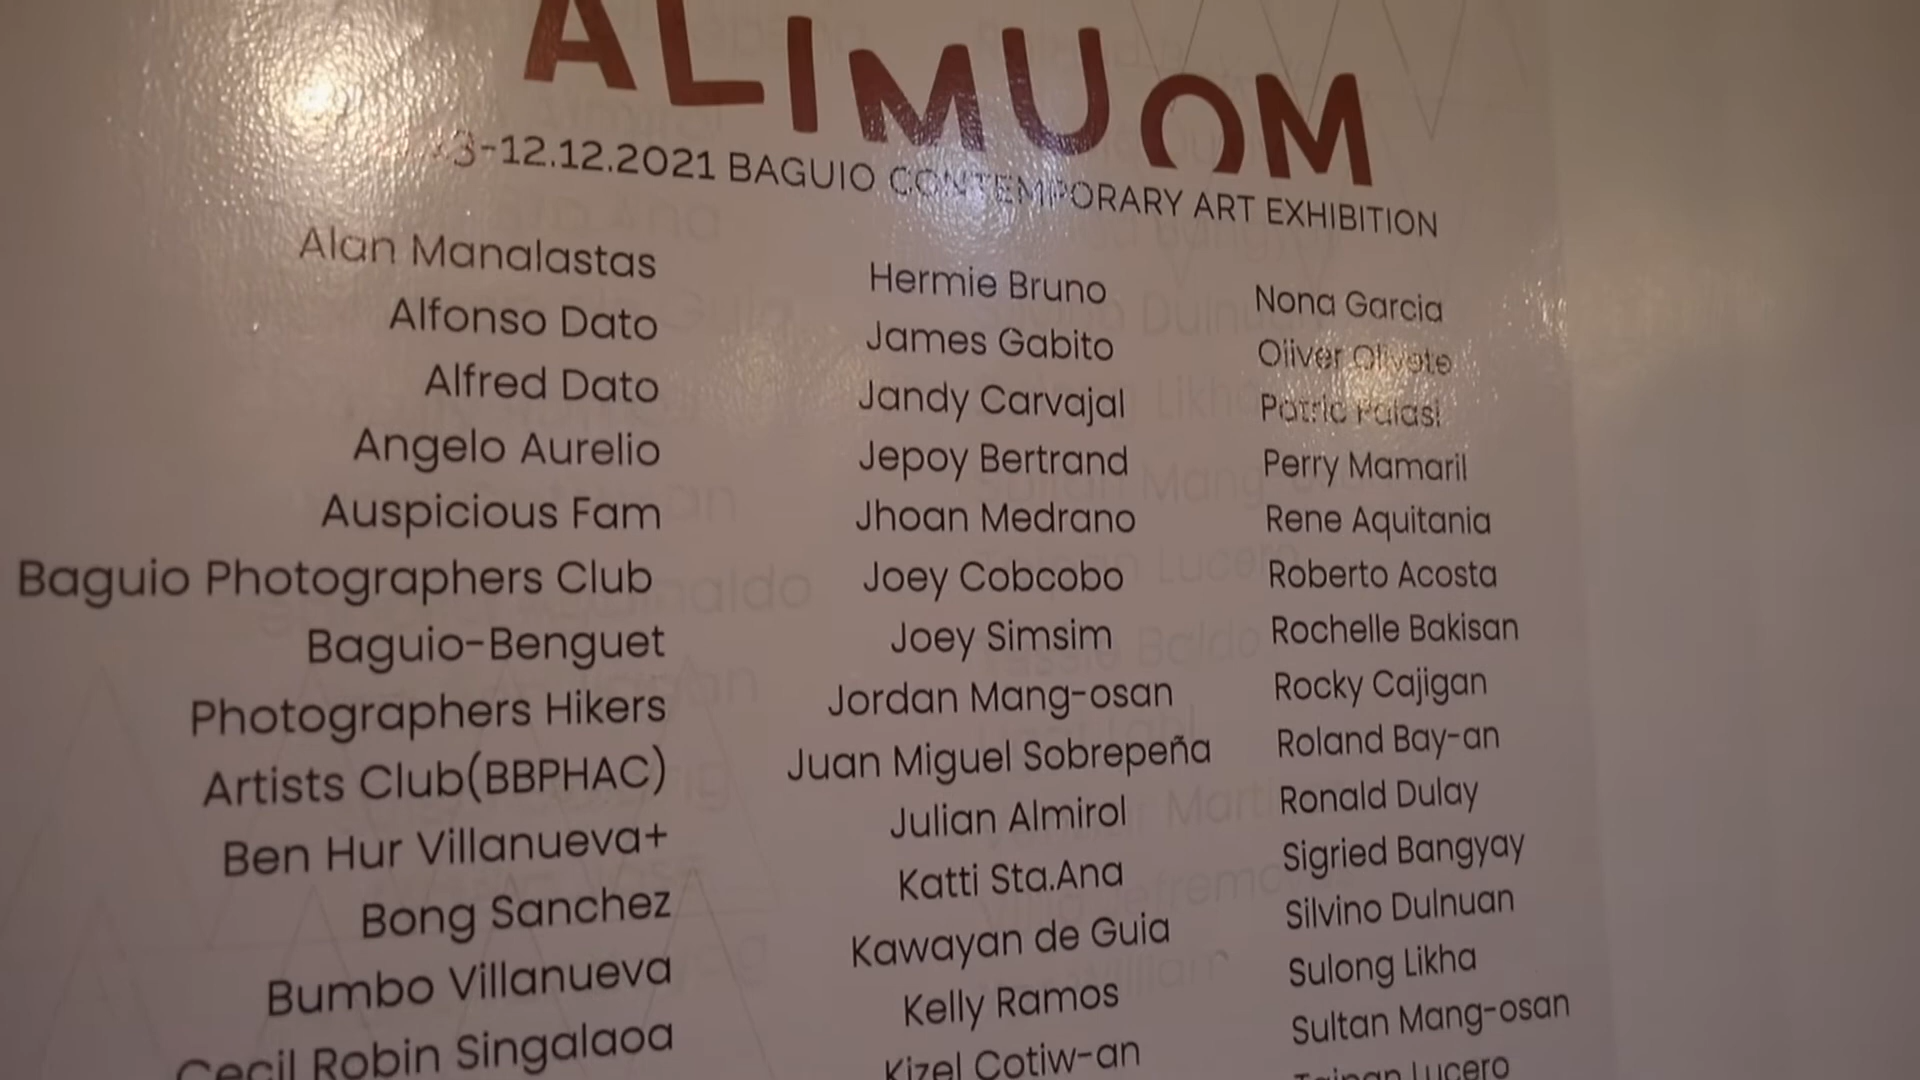 ALIMUOM
3-12.12.2021 BAGUIO CONTEMPORARY ART EXHIBITION
Alan Manalastas
Alfonso Dato
Alfred Dato
Angelo Aurelio
Auspicious Fam
Baguio Photographers Club
Baguio-Benguet
Photographers Hikers
Artists Club(BBPHAC)
Ben Hur Villanueva+
Bong Sanchez
Bumbo Villanueva
Cecil Robin Singalaoa
Hermie Bruno
James Gabito
Jandy Carvajal
Jepoy Bertrand
Jhoan Medrano
Joey Cobcobo
Joey Simsim
Jordan Mang-osan
Juan Miguel Sobrepeña
Julian Almirol
Katti Sta.Ana
Kawayan de Guia
Kelly Ramos
Kizel Cotiw-an
Nona Garcia
Oliver Olivete
Patric Palasi
Perry Mamaril
Rene Aquitania
Roberto Acosta
Rochelle Bakisan
Rocky Cajigan
Roland Bay-an
Ronald Dulay
Sigried Bangyay
Silvino Dulnuan
Sulong Likha
Sultan Mang-osan
Lucero